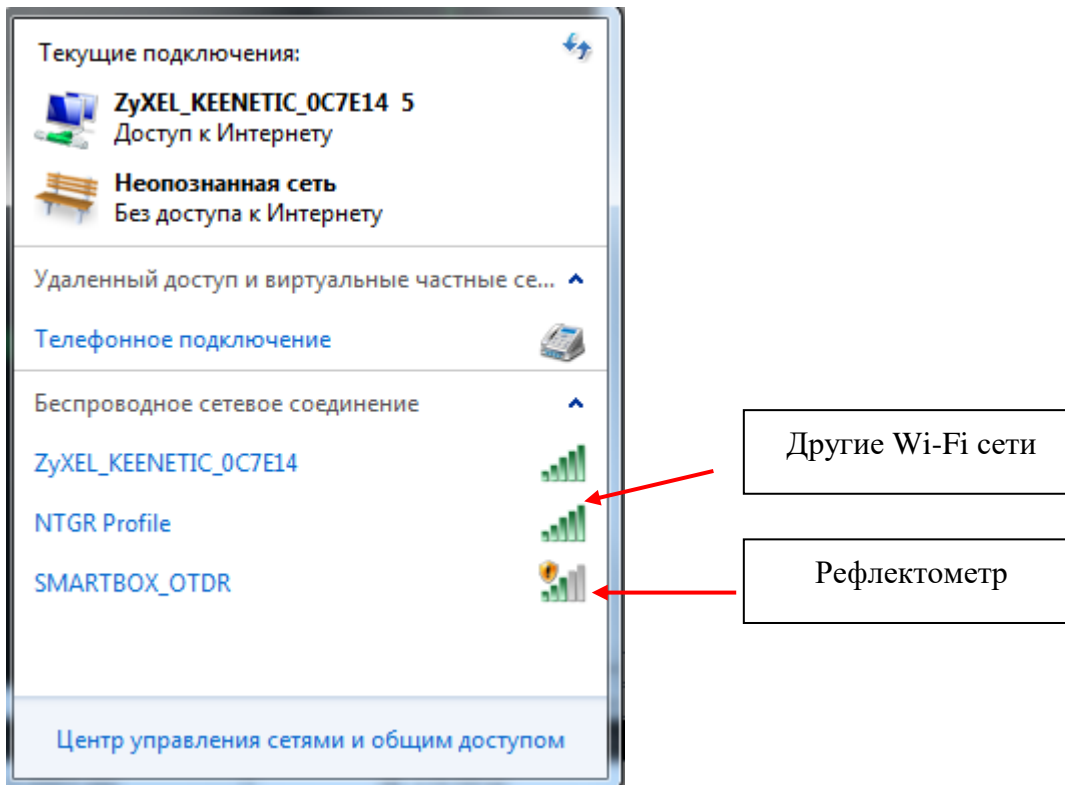 Текущие подключения:
ZyXEL_KEENETIC_0C7E14 5
Доступ к Интернету
Неопознанная сеть
Без доступа к Интернету
Удаленный доступ и виртуальные частные се...
Телефонное подключение
Беспроводное сетевое соединение
ZyXEL_KEENETIC_0C7E14
NTGR Profile
SMARTBOX_OTDR
Центр управления сетями и общим доступом
Другие Wi-Fi сети
Рефлектометр